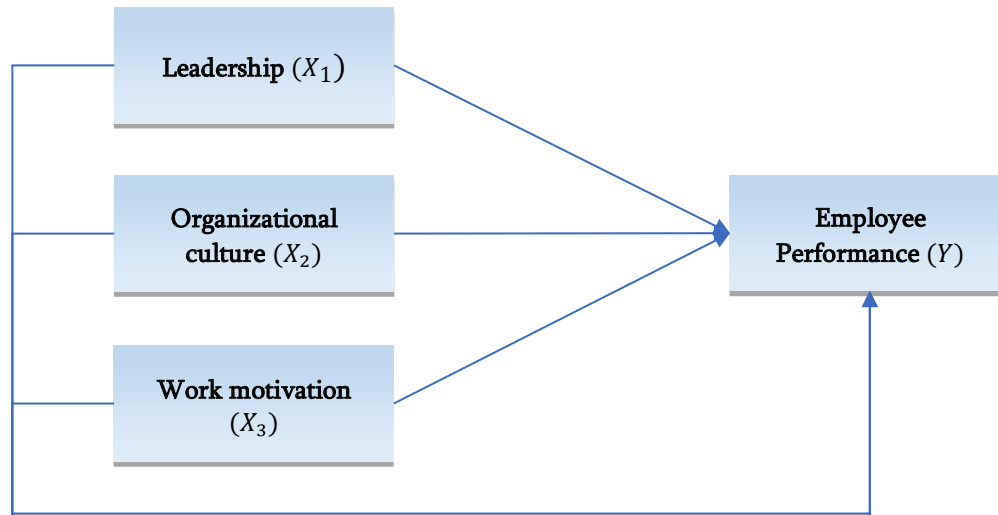 Leadership (𝑋₁)
Organizational
culture (𝑋₂)
Work motivation
(𝑋₃)
Employee
Performance (𝑌)